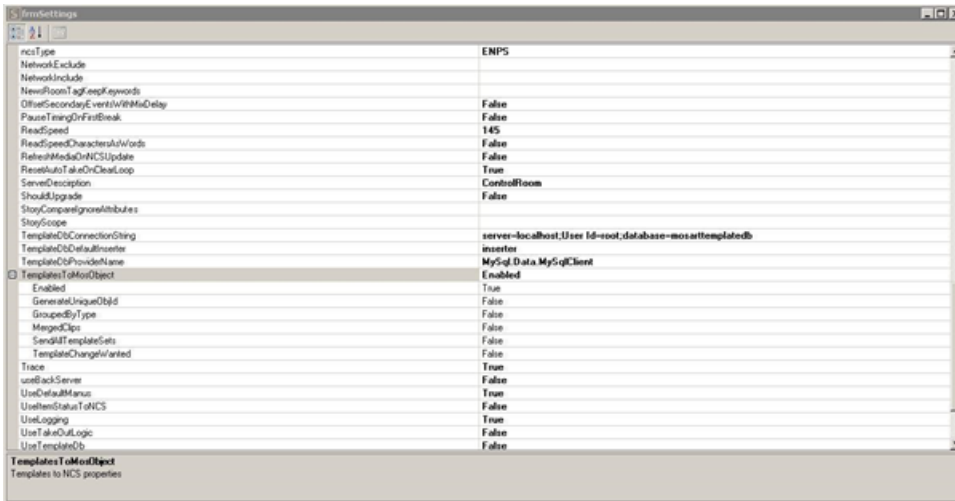 frmSettings
ncsType ENPS
NetworkExclude
NetworkInclude
NewsRoomTagKeepKeywords
OffsetSecondaryEventsWithMixDelay False
PauseTimingOnFirstBreak False
ReadSpeed 145
ReadSpeedCharactersAsWords False
RefreshMediaOnNCSUpdate False
ResetAutoTakeOnClearLoop True
ServerDescirption ControlRoom
ShouldUpgrade False
StoryCompareIgnoreAttributes
StoryScope
TemplateDbConnectionString server=localhost;User Id=root;database=mosarttemplatedb
TemplateDbDefaultInserter inserter
TemplateDbProviderName MySql.Data.MySqlClient
TemplatesToMosObject Enabled
Enabled True
GenerateUniqueObjId False
GroupedByType False
MergedClips False
SendAllTemplateSets False
TemplateChangeWanted False
Trace True
useBackServer False
UseDefaultManus True
UseItemStatusToNCS False
UseLogging True
UseTakeOutLogic False
UseTemplateDb False
TemplatesToMosObject
Templates to NCS properties